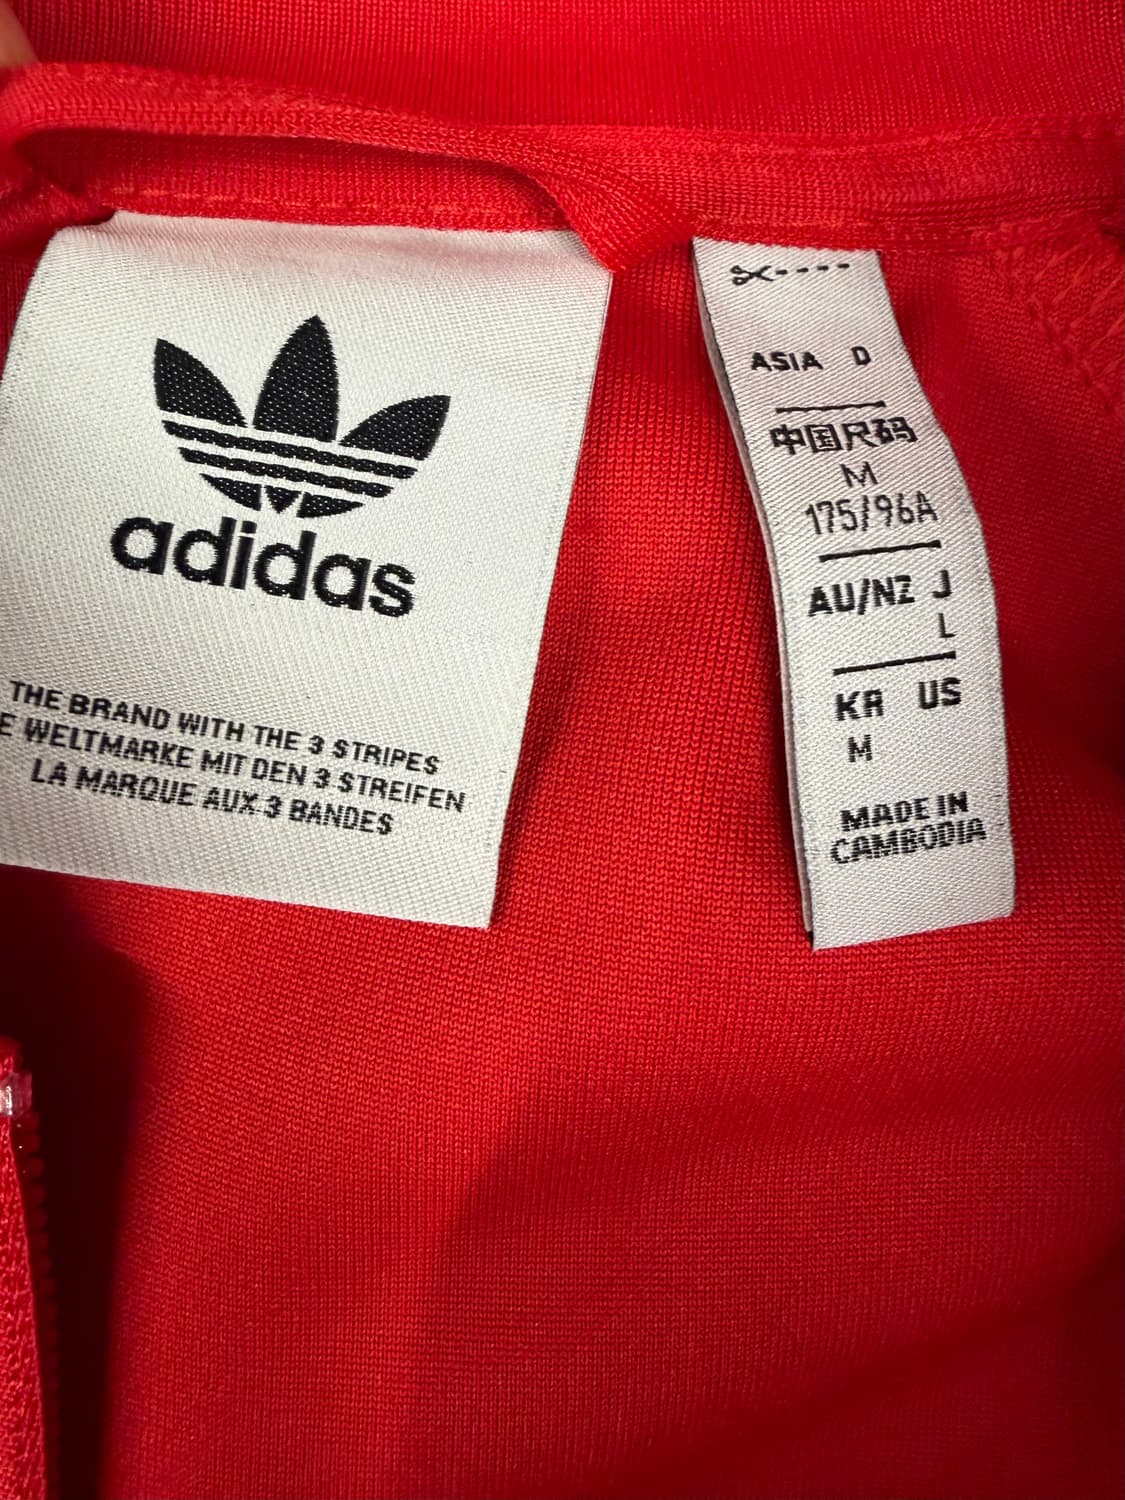 adidas
THE BRAND WITH THE 3 STRIPES
WELTMARKE MIT DEN 3 STREIFEN
LA MARQUE AUX 3 BANDES
ASIA D
中国尺码
M
175/96A
AU/NZ J
L
KR US
M
MADE IN
CAMBODIA